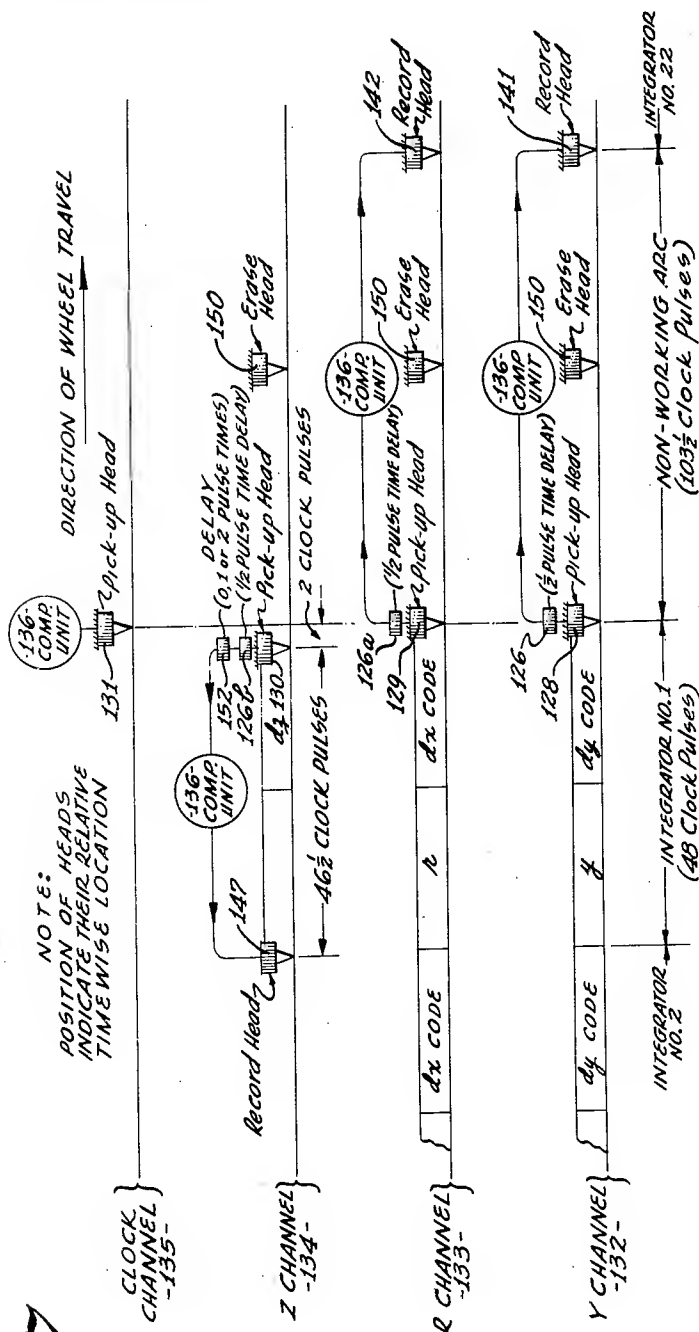 NOTE:
POSITION OF HEADS
INDICATE THEIR RELATIVE
TIMEWISE LOCATION
DIRECTION OF WHEEL TRAVEL
-136-
COMP.
UNIT
131
Pick-up Head
CLOCK
CHANNEL
-135-
DELAY
(0, 1 or 2 PULSE TIMES)
(1/2 PULSE TIME DELAY)
152
126b
Pick-up Head
dz 130
-136-
COMP.
UNIT
147
Record Head
150
Erase
Head
2 CLOCK PULSES
46½ CLOCK PULSES
Z CHANNEL
-134-
-136-
COMP.
UNIT
(1/2 PULSE TIME DELAY)
126a
129
Pick-up Head
150
Erase
Head
142
Record
Head
dx CODE
r
dx CODE
R CHANNEL
-133-
-136-
COMP.
UNIT
(½ PULSE TIME DELAY)
126
128
Pick-up Head
150
Erase
Head
141
Record
Head
dy CODE
y
dy CODE
Y CHANNEL
-132-
INTEGRATOR
NO. 2
INTEGRATOR NO. 1
(48 Clock Pulses)
NON-WORKING ARC
(103½ Clock Pulses)
INTEGRATOR
NO. 22